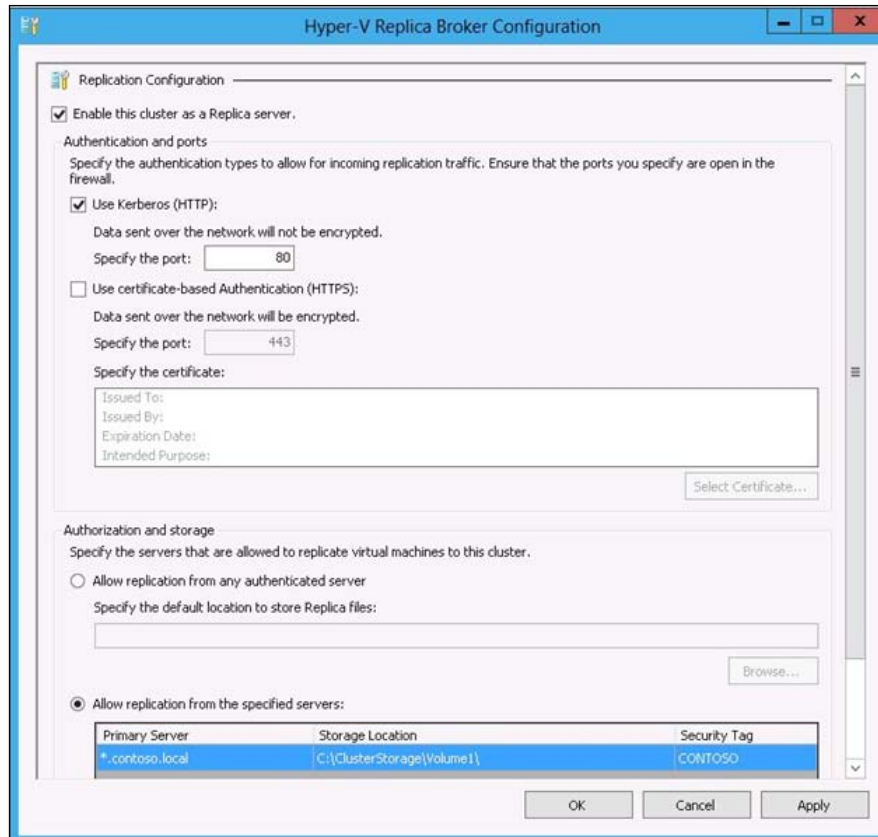 Hyper-V Replica Broker Configuration
Replication Configuration
Enable this cluster as a Replica server.
Authentication and ports
Specify the authentication types to allow for incoming replication traffic. Ensure that the ports you specify are open in the
firewall.
Use Kerberos (HTTP):
Data sent over the network will not be encrypted.
Specify the port: 80
Use certificate-based Authentication (HTTPS):
Data sent over the network will be encrypted.
Specify the port: 443
Specify the certificate:
Issued To:
Issued By:
Expiration Date:
Intended Purpose:
Select Certificate...
Authorization and storage
Specify the servers that are allowed to replicate virtual machines to this cluster.
Allow replication from any authenticated server
Specify the default location to store Replica files:
Browse...
Allow replication from the specified servers:
Primary Server Storage Location Security Tag
*.contoso.local C:\ClusterStorage\Volume1\ CONTOSO
OK Cancel Apply